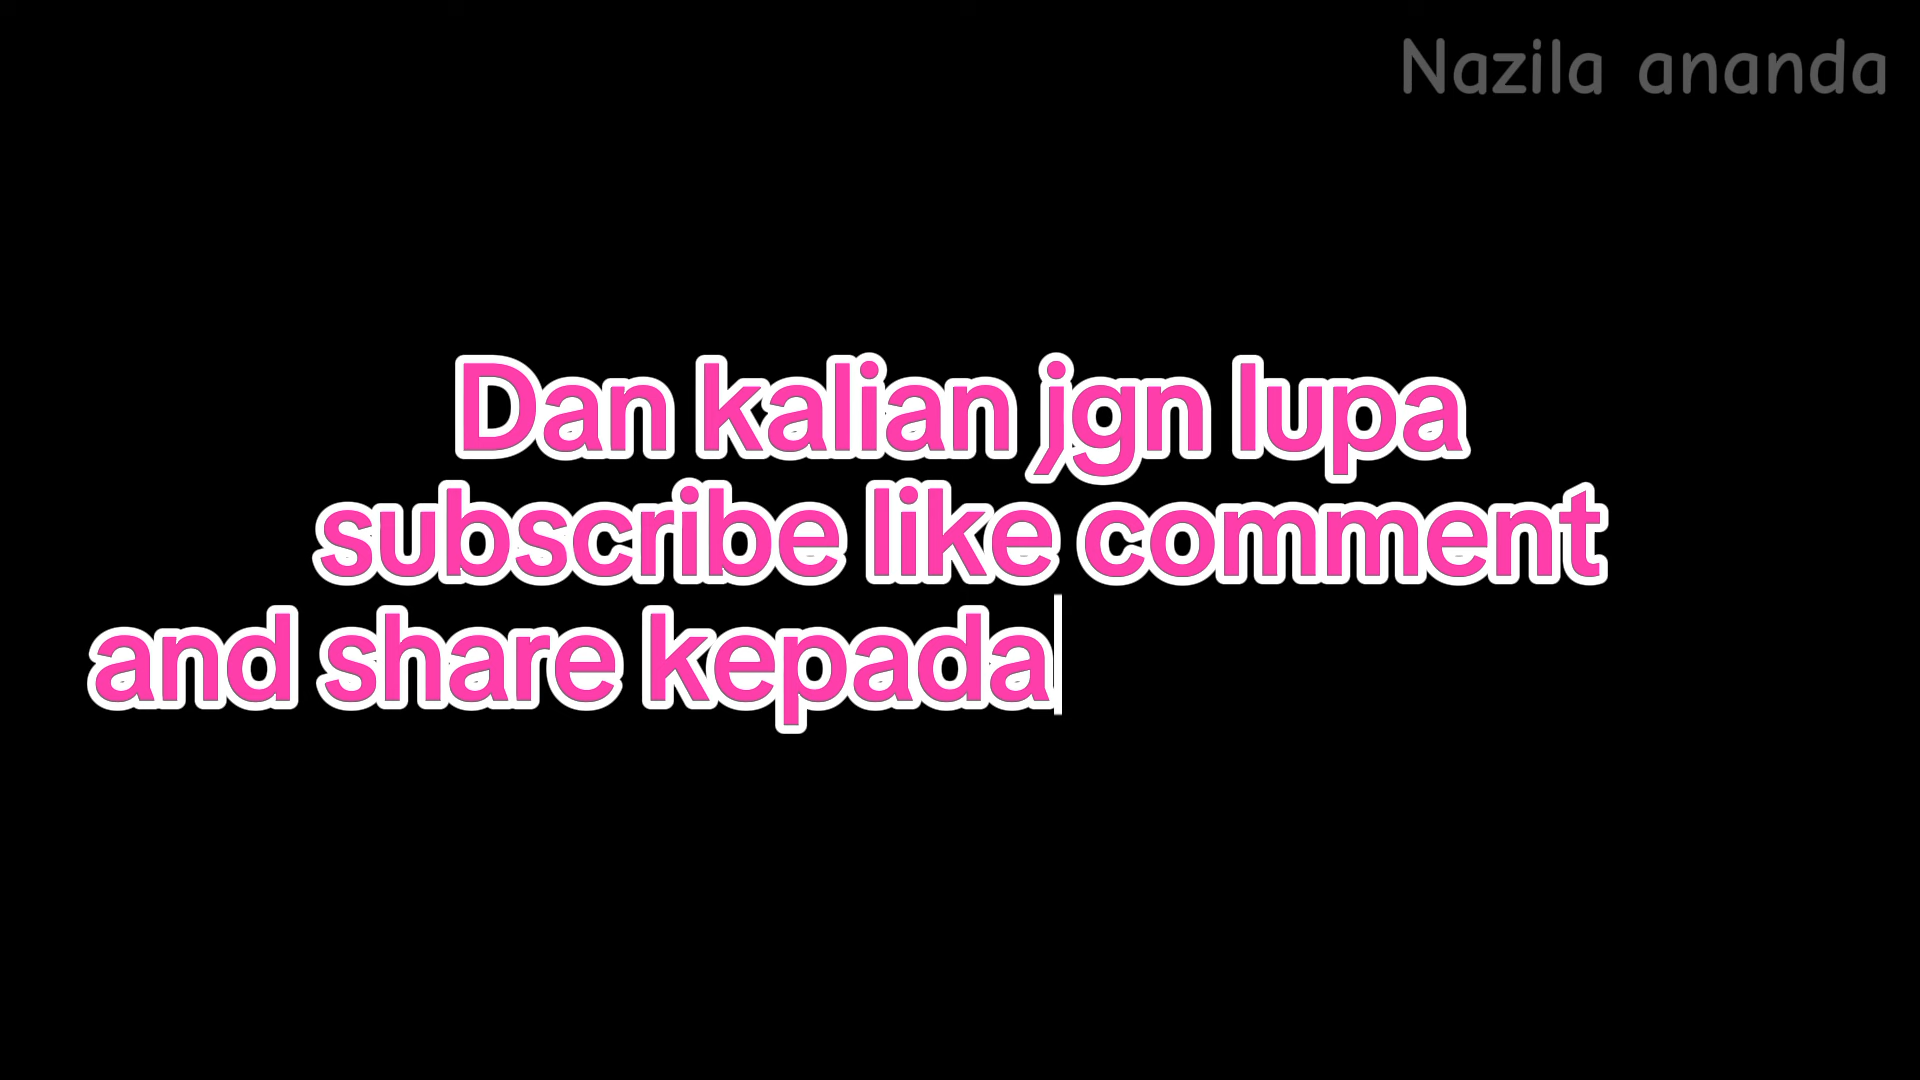 Nazila ananda
Dan kalian jgn lupa
subscribe like comment
and share kepada